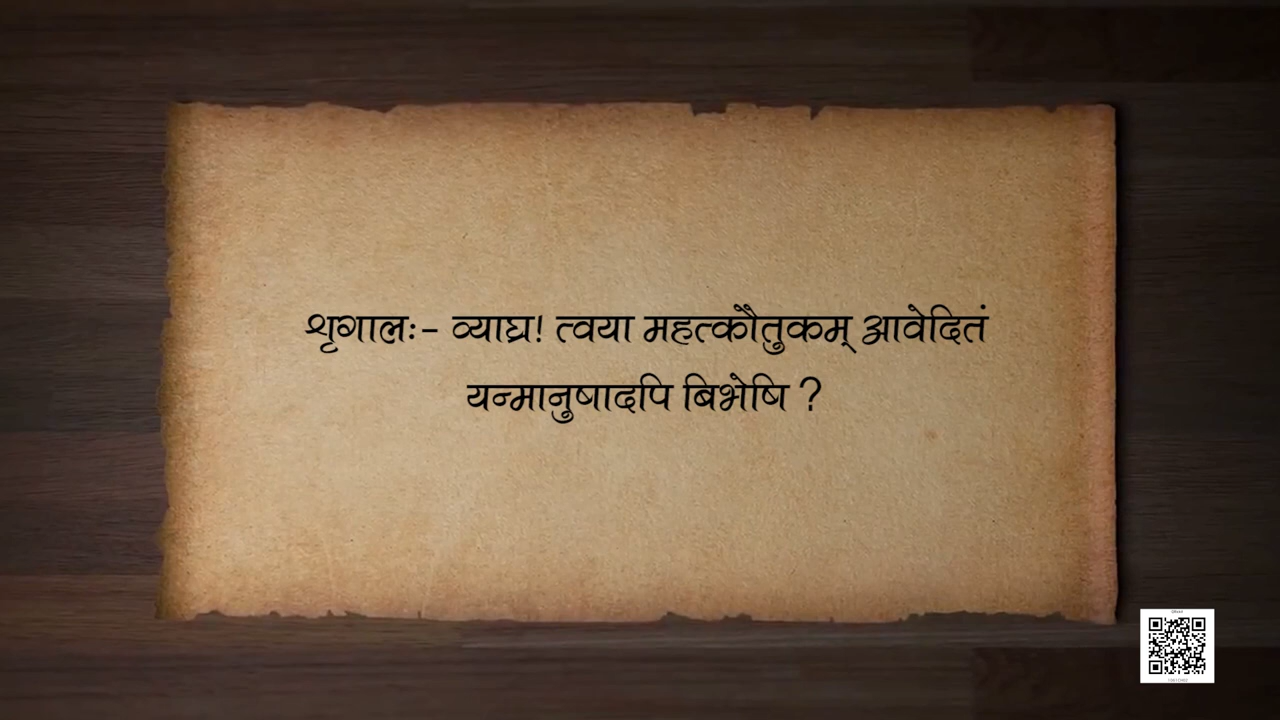 शृगालः- व्याघ्र! त्वया महत्कौतुकम् आवेदितं
यन्मानुषादपि बिभेषि ?